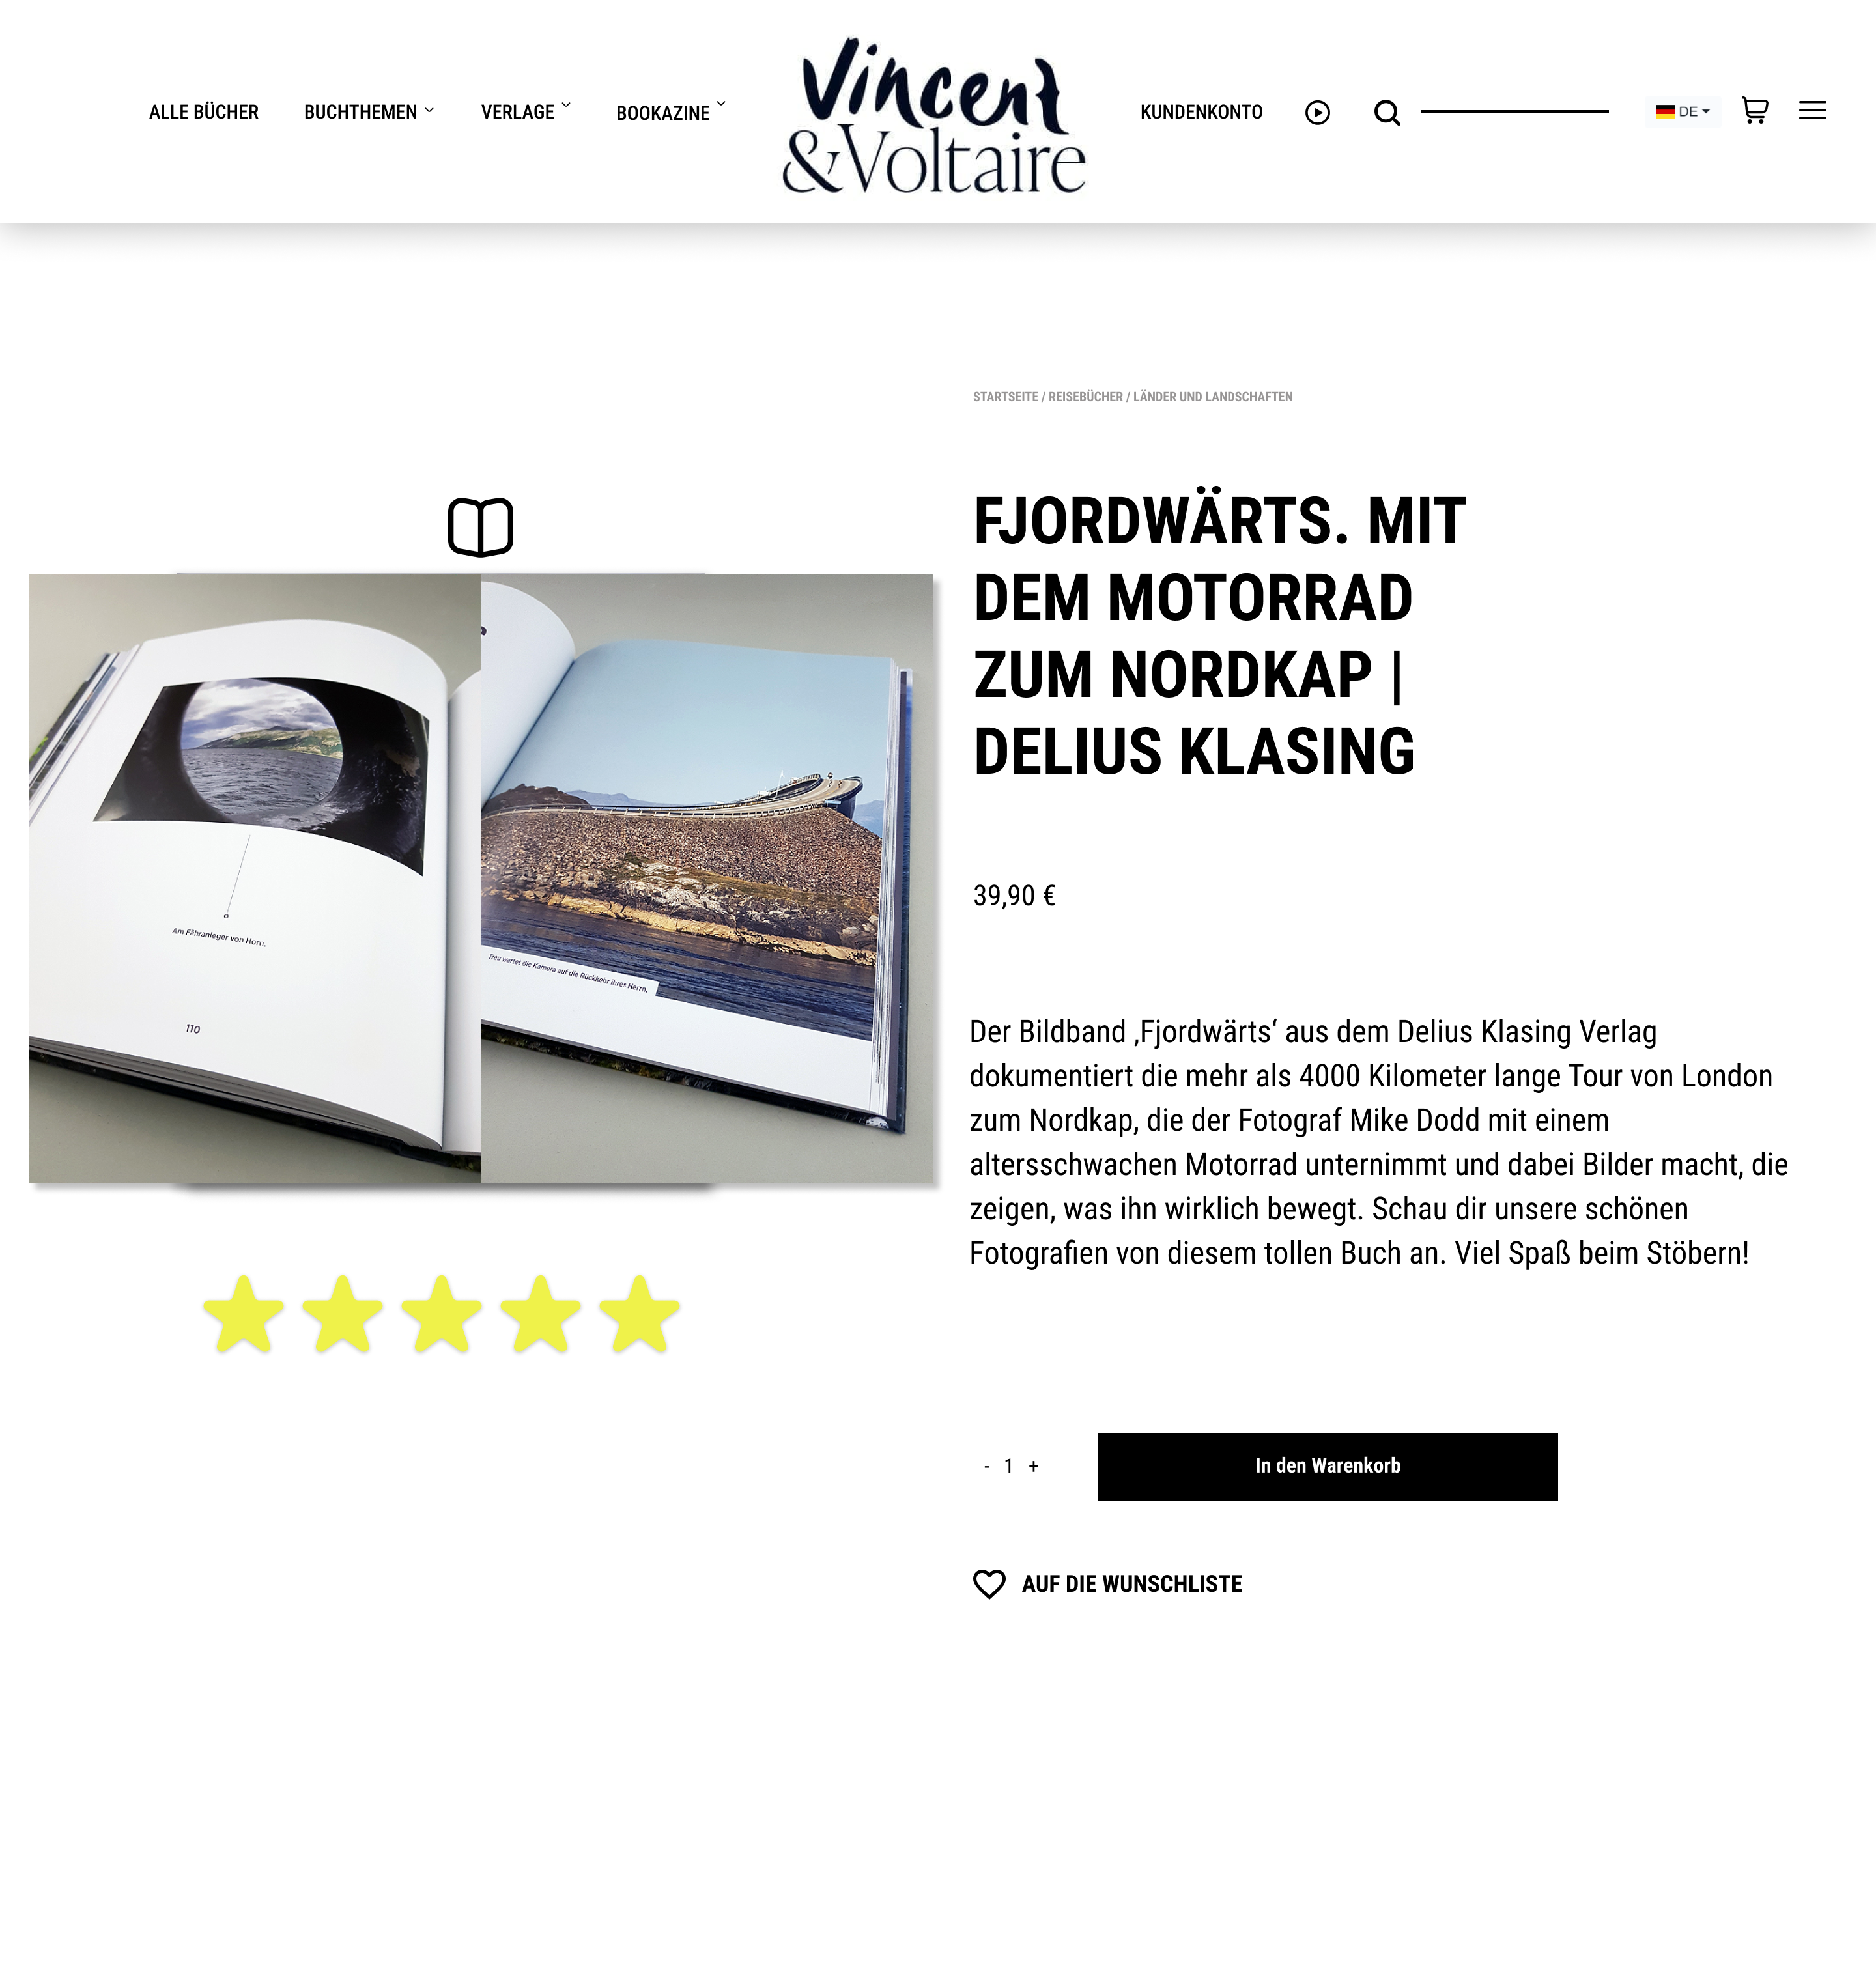 ALLE BÜCHER
BUCHTHEMEN
VERLAGE
BOOKAZINE
Vincent
&Voltaire
KUNDENKONTO
DE
STARTSEITE / REISEBÜCHER / LÄNDER UND LANDSCHAFTEN
FJORDWÄRTS. MIT
DEM MOTORRAD
ZUM NORDKAP |
DELIUS KLASING
Am Fähranleger von Horn.
110
Treu wartet die Kamera auf die Rückkehr ihres Herrn.
39,90 €
Der Bildband ‚Fjordwärts‘ aus dem Delius Klasing Verlag
dokumentiert die mehr als 4000 Kilometer lange Tour von London
zum Nordkap, die der Fotograf Mike Dodd mit einem
altersschwachen Motorrad unternimmt und dabei Bilder macht, die
zeigen, was ihn wirklich bewegt. Schau dir unsere schönen
Fotografien von diesem tollen Buch an. Viel Spaß beim Stöbern!
- 1 +
In den Warenkorb
AUF DIE WUNSCHLISTE